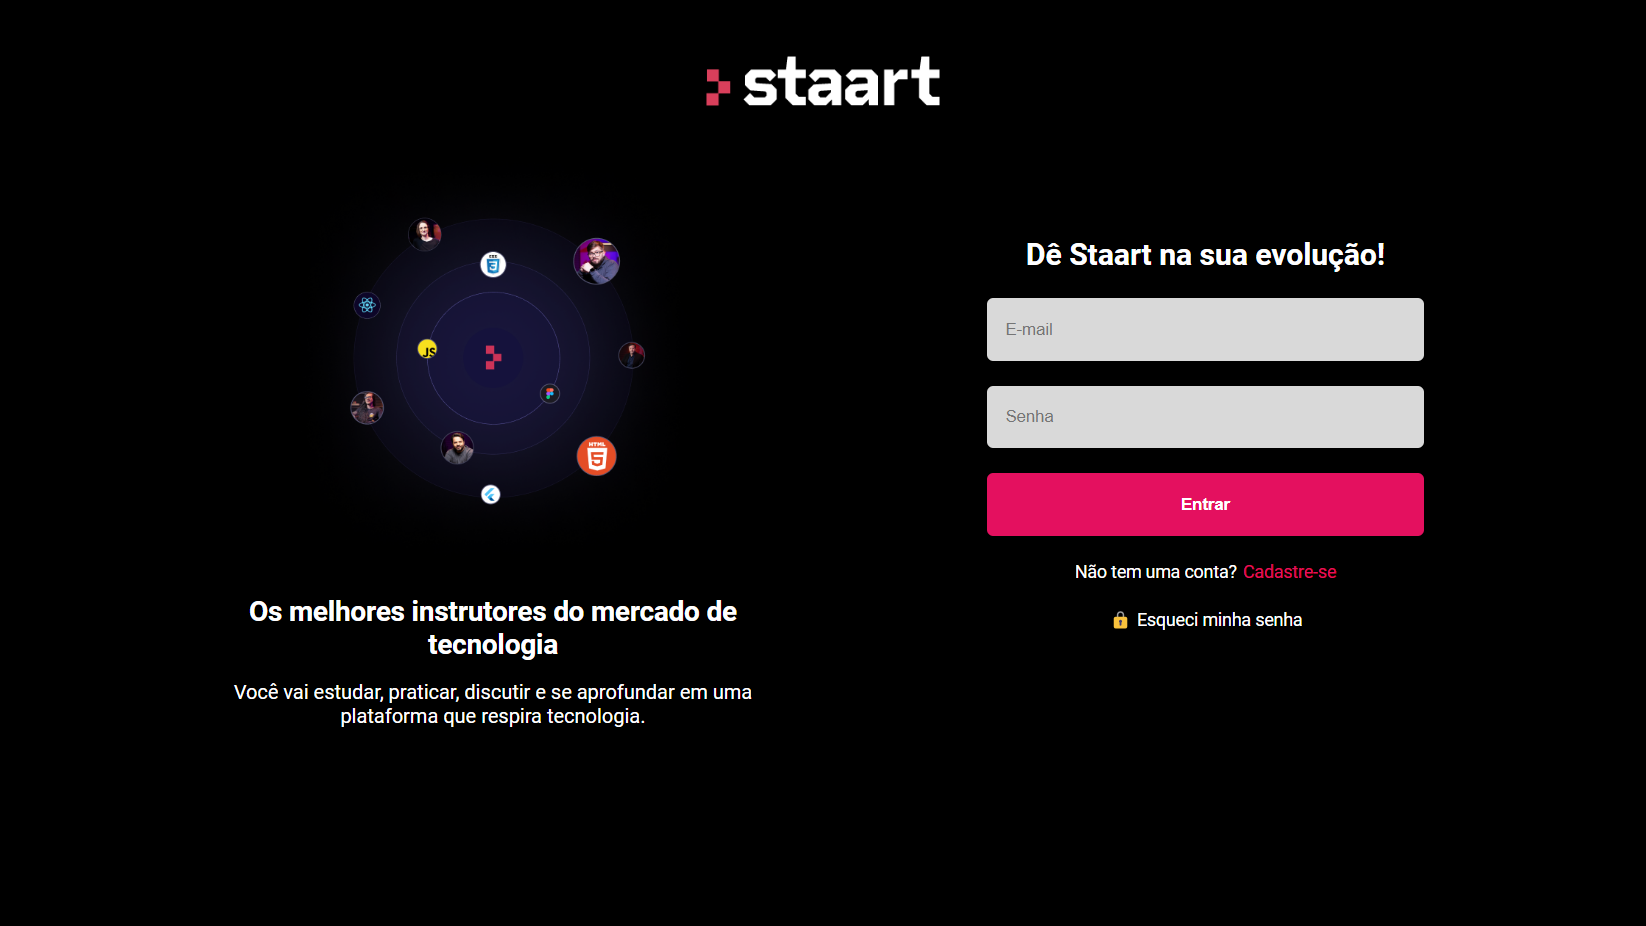 staart
JS
HTML
5
Os melhores instrutores do mercado de
tecnologia
Você vai estudar, praticar, discutir e se aprofundar em uma
plataforma que respira tecnologia.
Dê Staart na sua evolução!
E-mail
Senha
Entrar
Não tem uma conta? Cadastre-se
Esqueci minha senha